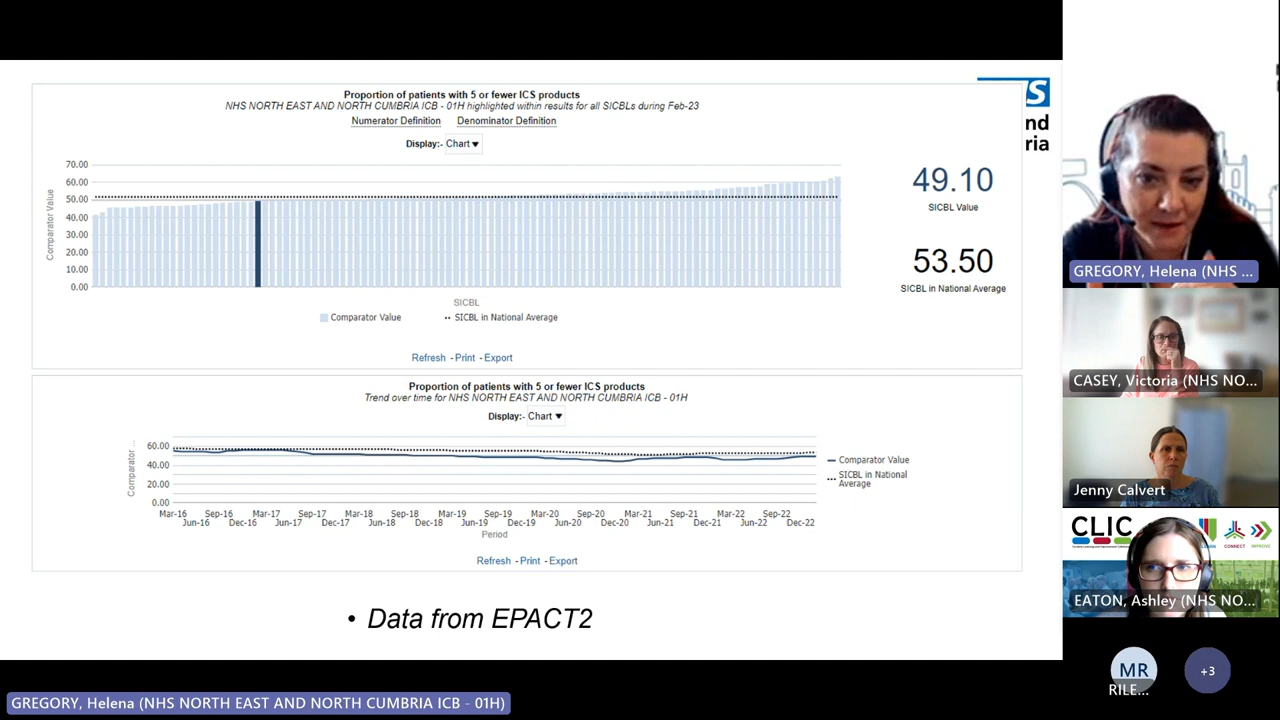 Proportion of patients with 5 or fewer ICS products
NHS NORTH EAST AND NORTH CUMBRIA ICB - 01H highlighted within results for all SICBLs during Feb-23
Numerator Definition Denominator Definition
Display:- Chart
70.00
60.00
50.00
40.00
30.00
20.00
10.00
0.00
Comparator Value
SICBL
Comparator Value SICBL in National Average
Refresh - Print - Export
49.10
SICBL Value
53.50
SICBL in National Average
S
nd
ria
Proportion of patients with 5 or fewer ICS products
Trend over time for NHS NORTH EAST AND NORTH CUMBRIA ICB - 01H
Display:- Chart
Comparator ...
60.00
40.00
20.00
0.00
Mar-16 Sep-16 Mar-17 Sep-17 Mar-18 Sep-18 Mar-19 Sep-19 Mar-20 Sep-20 Mar-21 Sep-21 Mar-22 Sep-22
Jun-16 Dec-16 Jun-17 Dec-17 Jun-18 Dec-18 Jun-19 Dec-19 Jun-20 Dec-20 Jun-21 Dec-21 Jun-22 Dec-22
Period
Comparator Value
SICBL in National
Average
Refresh - Print - Export
• Data from EPACT2
GREGORY, Helena (NHS NORTH EAST AND NORTH CUMBRIA ICB - 01H)
GREGORY, Helena (NHS ...
CASEY, Victoria (NHS NO...
Jenny Calvert
CLIC
CONNECT IMPROVE
EATON, Ashley (NHS NO...
MR
RILE...
+3